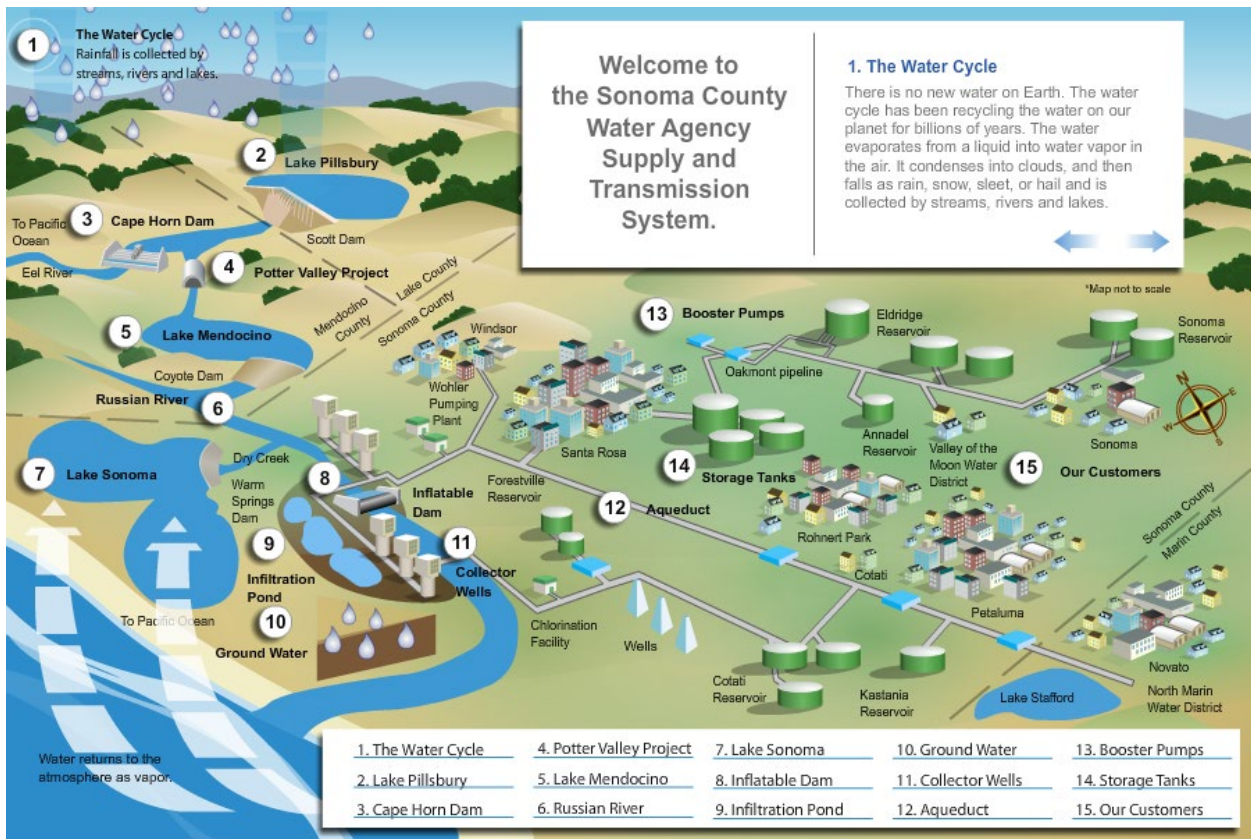 1
The Water Cycle
Rainfall is collected by
streams, rivers and lakes.
Welcome to
the Sonoma County
Water Agency
Supply and
Transmission
System.
1. The Water Cycle
There is no new water on Earth. The water
cycle has been recycling the water on our
planet for billions of years. The water
evaporates from a liquid into water vapor in
the air. It condenses into clouds, and then
falls as rain, snow, sleet, or hail and is
collected by streams, rivers and lakes.
*Map not to scale
2
Lake Pillsbury
Scott Dam
3
Cape Horn Dam
To Pacific
Ocean
Eel River
4
Potter Valley Project
Lake County
Mendocino
County
Sonoma County
5
Lake Mendocino
Coyote Dam
Russian River
6
7
Lake Sonoma
Dry Creek
Warm
Springs
Dam
Windsor
Wohler
Pumping
Plant
13
Booster Pumps
Oakmont pipeline
Eldridge
Reservoir
Sonoma
Reservoir
N
E
S
W
Santa Rosa
Forestville
Reservoir
14
Storage Tanks
Annadel
Reservoir
Valley of the
Moon Water
District
Sonoma
15
Our Customers
8
Inflatable
Dam
12
Aqueduct
Rohnert Park
Cotati
Petaluma
Sonoma County
Marin County
9
Infiltration
Pond
11
Collector
Wells
10
Ground Water
To Pacific Ocean
Chlorination
Facility
Wells
Cotati
Reservoir
Kastania
Reservoir
Lake Stafford
Novato
North Marin
Water District
Water returns to the
atmosphere as vapor.
1. The Water Cycle
2. Lake Pillsbury
3. Cape Horn Dam
4. Potter Valley Project
5. Lake Mendocino
6. Russian River
7. Lake Sonoma
8. Inflatable Dam
9. Infiltration Pond
10. Ground Water
11. Collector Wells
12. Aqueduct
13. Booster Pumps
14. Storage Tanks
15. Our Customers